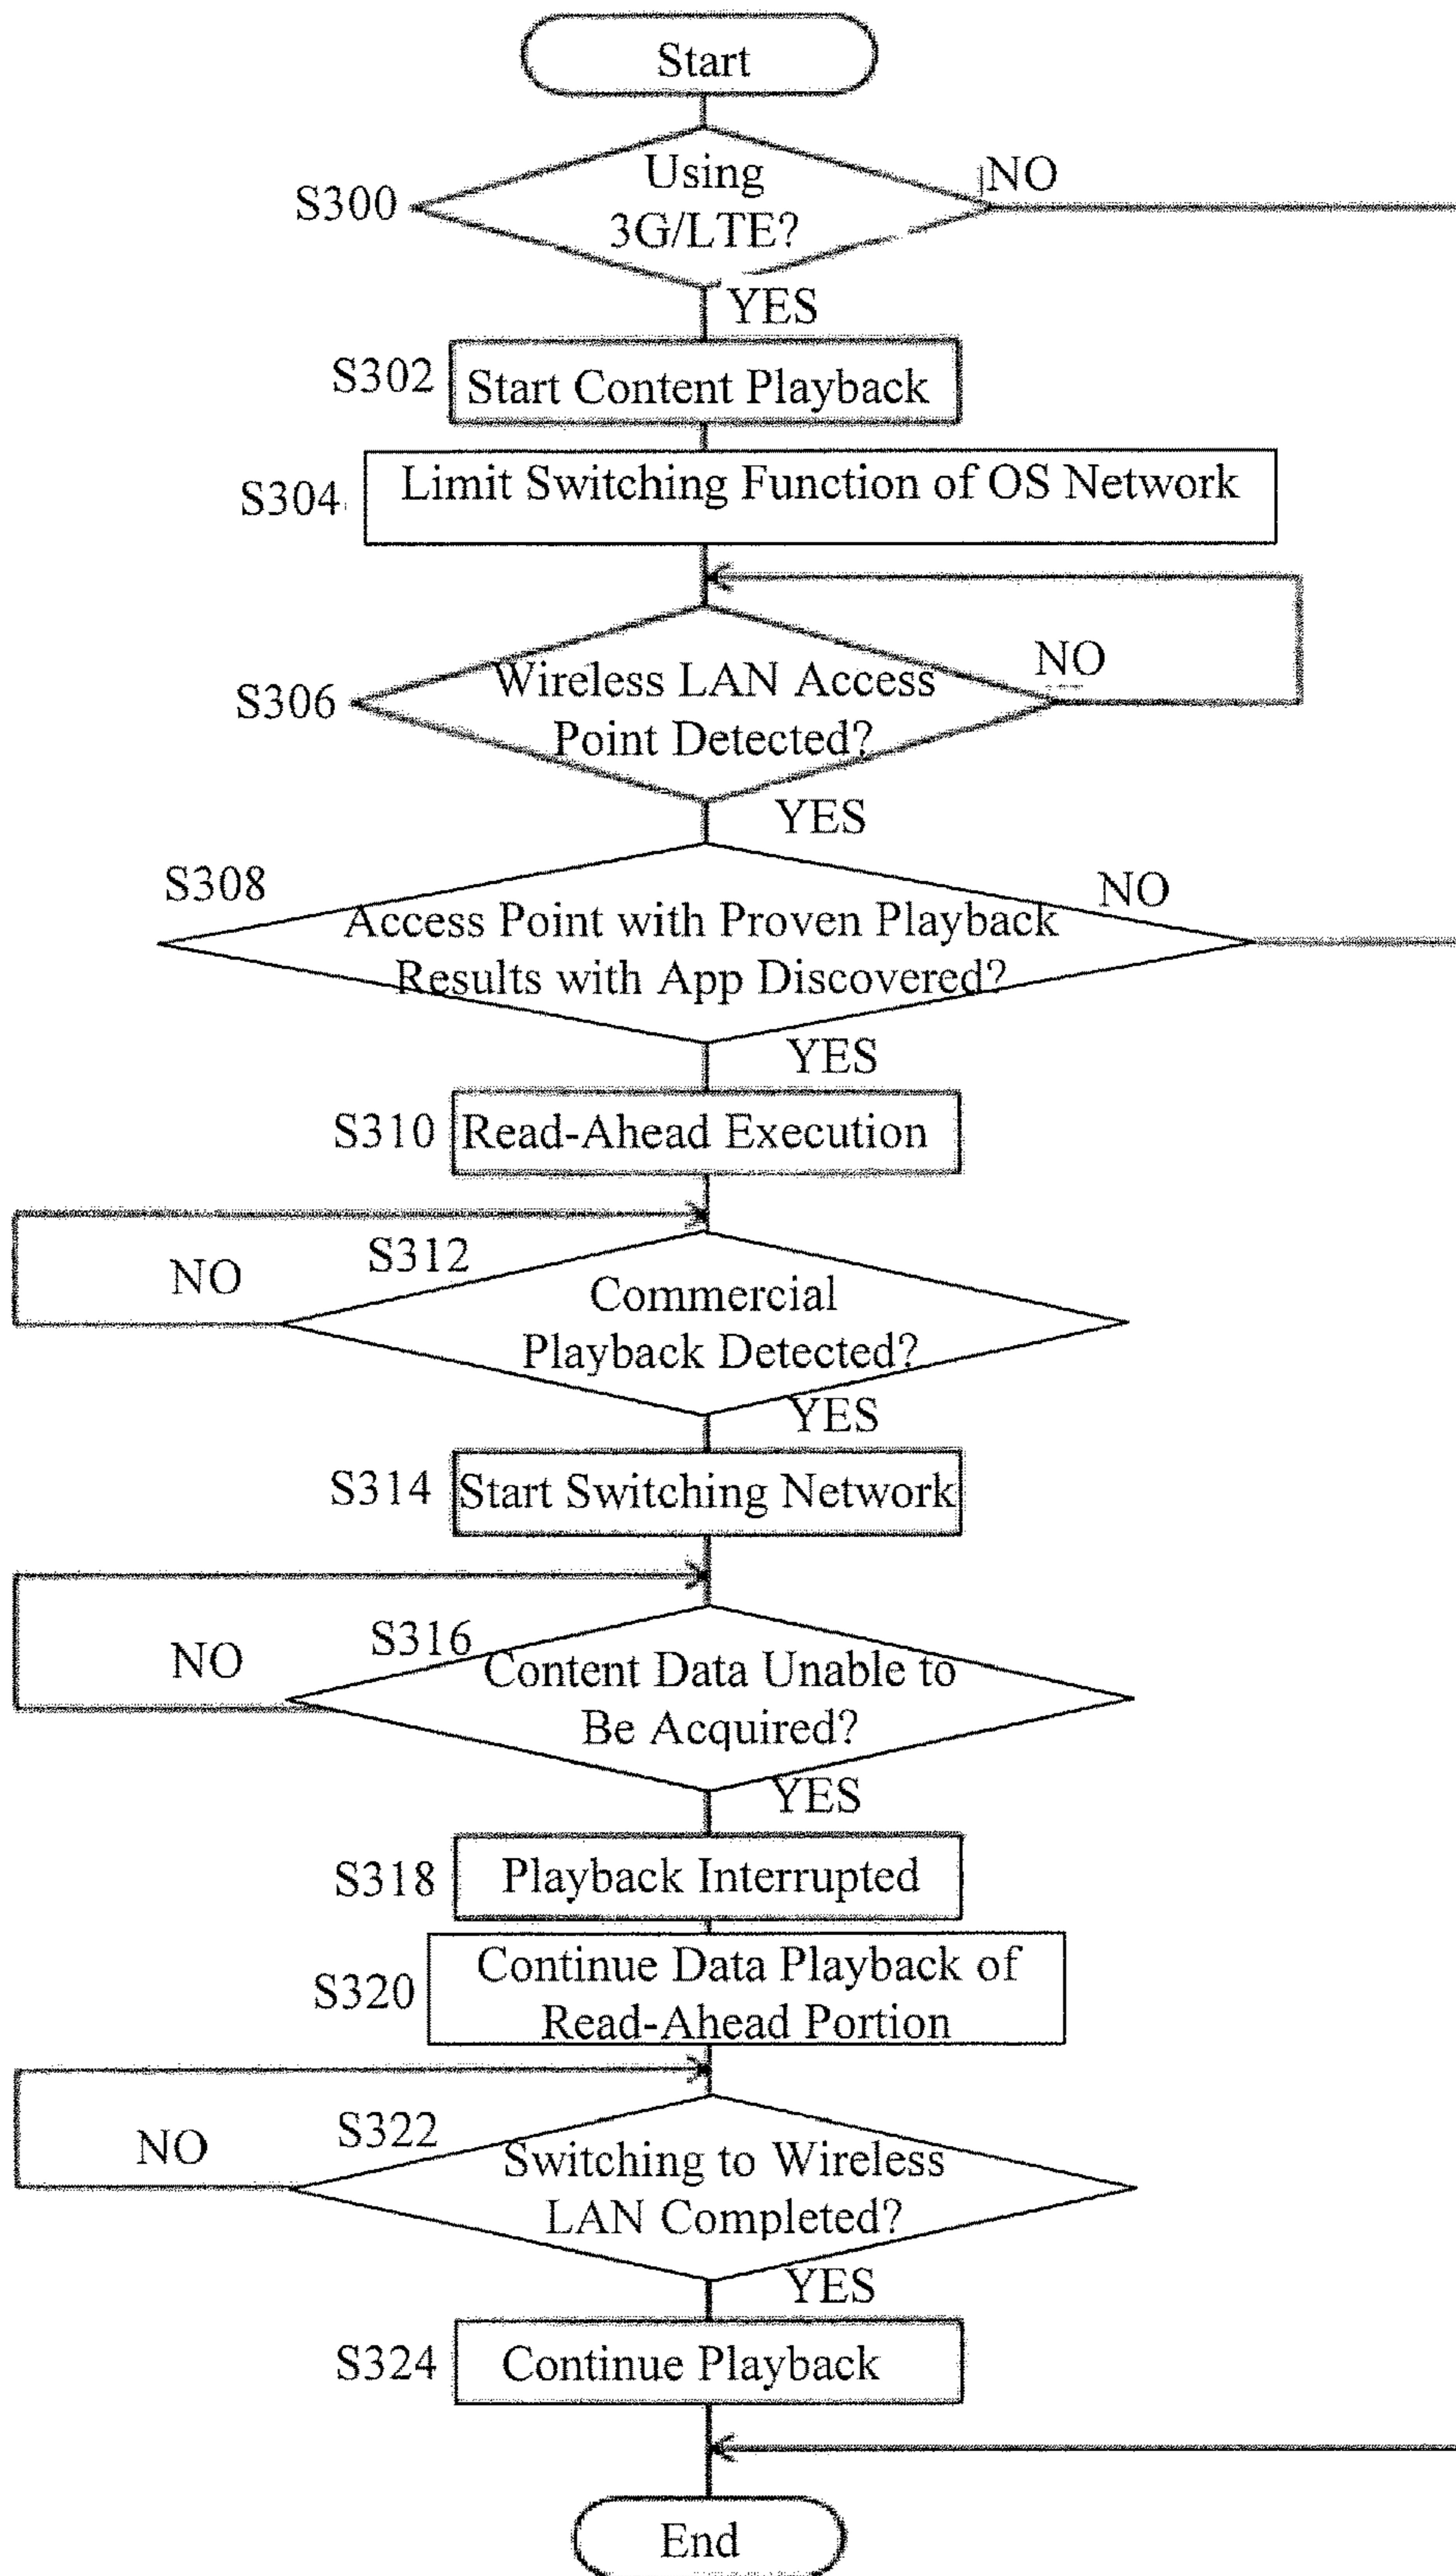 Start
Using
3G/LTE?
NO
S300
YES
S302
Start Content Playback
S304
Limit Switching Function of OS Network
NO
S306
Wireless LAN Access
Point Detected?
YES
S308
NO
Access Point with Proven Playback
Results with App Discovered?
YES
S310
Read-Ahead Execution
S312
NO
Commercial
Playback Detected?
YES
S314
Start Switching Network
S316
NO
Content Data Unable to
Be Acquired?
YES
S318
Playback Interrupted
S320
Continue Data Playback of
Read-Ahead Portion
S322
NO
Switching to Wireless
LAN Completed?
YES
S324
Continue Playback
End